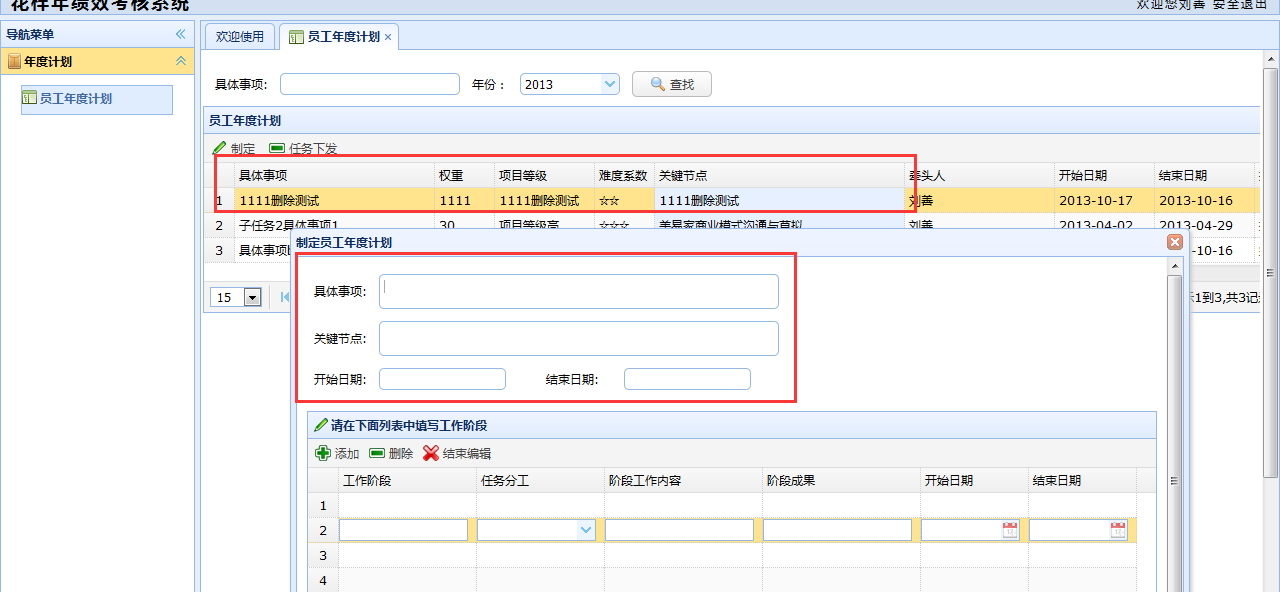 花样年绩效考核系统
欢迎您刘善 安全退出
导航菜单
年度计划
员工年度计划
欢迎使用 员工年度计划
具体事项: 年份： 2013 查找
员工年度计划
制定 任务下发
具体事项 权重 项目等级 难度系数 关键节点 牵头人 开始日期 结束日期
1 1111删除测试 1111 1111删除测试 ☆☆ 1111删除测试 刘善 2013-10-17 2013-10-16
2 子任务2具体事项1 30 项目等级高 ☆☆☆ 美易家商业模式沟通与草拟 刘善 2013-04-02 2013-04-29
3 具体事项 -10-16
15 1到3,共3记
制定员工年度计划
具体事项:
关键节点:
开始日期: 结束日期:
请在下面列表中填写工作阶段
添加 删除 结束编辑
工作阶段 任务分工 阶段工作内容 阶段成果 开始日期 结束日期
1
2
3
4